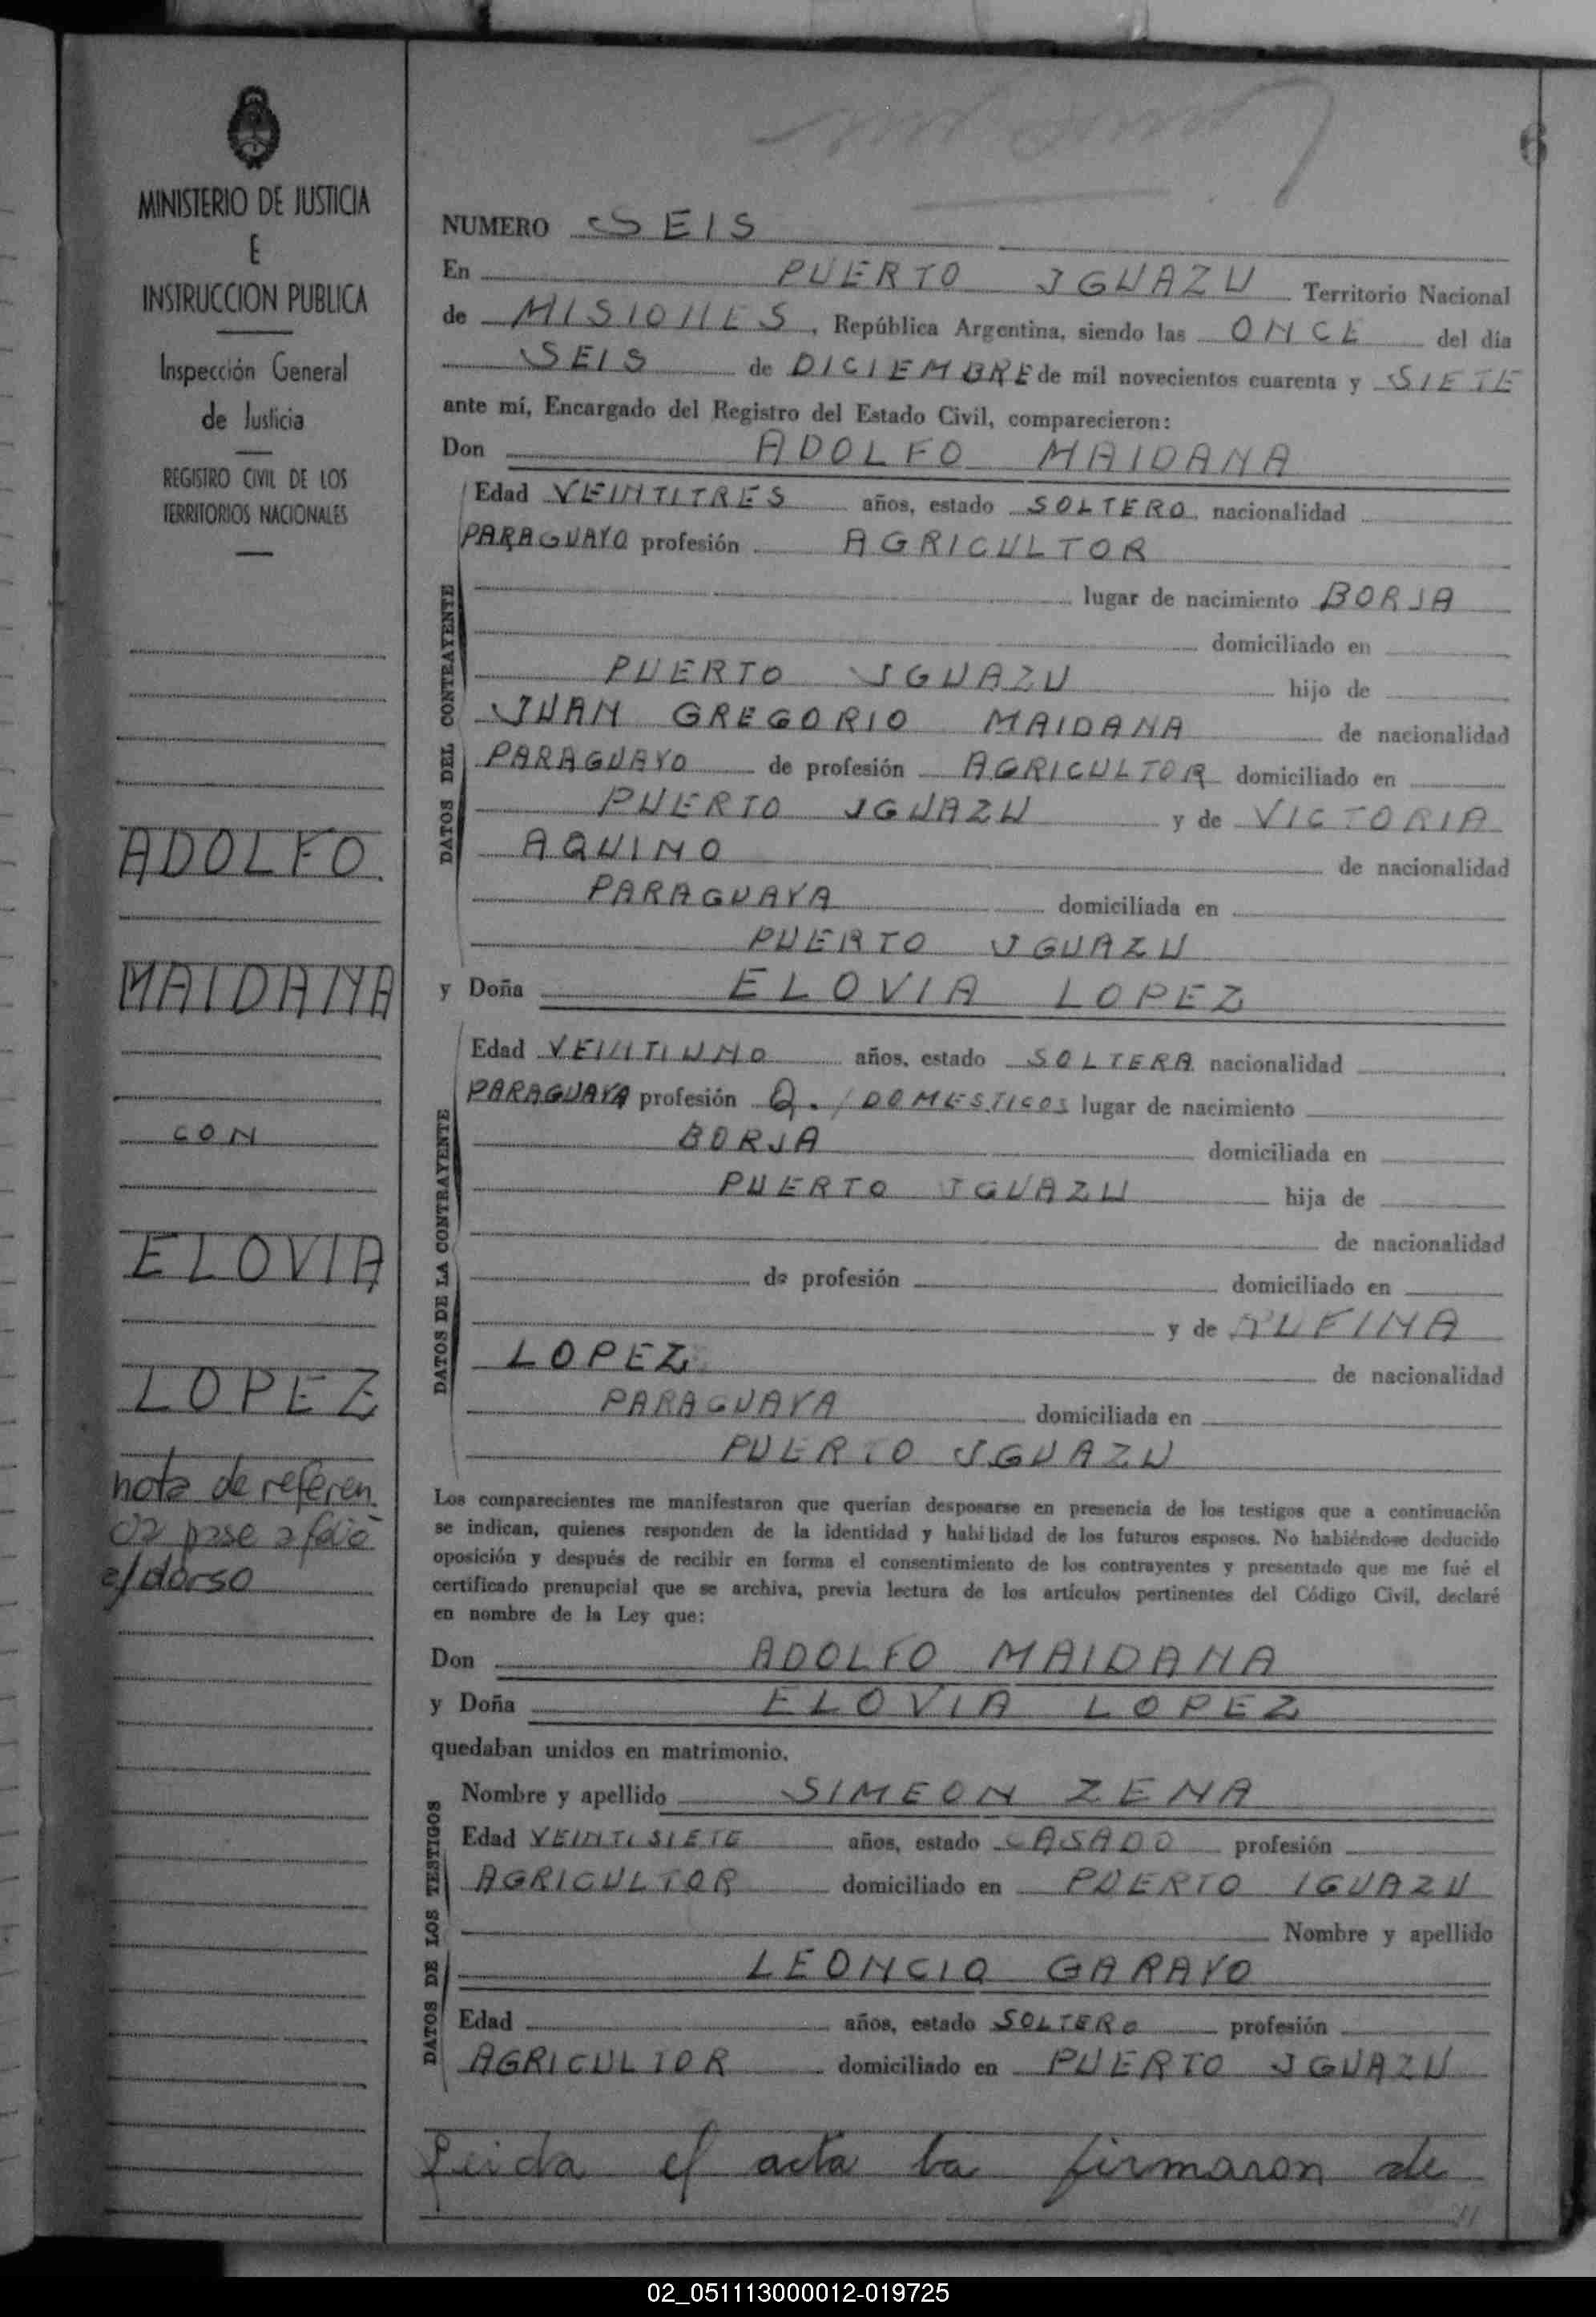 6
MINISTERIO DE JUSTICIA
E
INSTRUCCION PUBLICA
Inspección General
de Justicia
REGISTRO CIVIL DE LOS
TERRITORIOS NACIONALES
ADOLFO
MAIDANA
CON
ELOVIA
LOPEZ
nota de referen
cia pase a folio
e/dorso
NUMERO SEIS
En PUERTO IGUAZU Territorio Nacional
de MISIONES, República Argentina, siendo las ONCE del día
SEIS de DICIEMBRE de mil novecientos cuarenta y SIETE
ante mí, Encargado del Registro del Estado Civil, comparecieron:
Don ADOLFO MAIDANA
DATOS DEL CONTRAYENTE
Edad VEINTITRES años, estado SOLTERO nacionalidad
PARAGUAYO profesión AGRICULTOR
lugar de nacimiento BORJA
domiciliado en
PUERTO IGUAZU hijo de
JUAN GREGORIO MAIDANA de nacionalidad
PARAGUAYO de profesión AGRICULTOR domiciliado en
PUERTO IGUAZU y de VICTORIA
AQUINO de nacionalidad
PARAGUAYA domiciliada en
PUERTO IGUAZU
y Doña ELOVIA LOPEZ
DATOS DE LA CONTRAYENTE
Edad VEINTIUNO años, estado SOLTERA nacionalidad
PARAGUAYA profesión Q./DOMESTICOS lugar de nacimiento
BORJA domiciliada en
PUERTO IGUAZU hija de
de nacionalidad
de profesión domiciliado en
y de RUFINA
LOPEZ de nacionalidad
PARAGUAYA domiciliada en
PUERTO IGUAZU
Los comparecientes me manifestaron que querían desposarse en presencia de los testigos que a continuación
se indican, quienes responden de la identidad y habilidad de los futuros esposos. No habiéndose deducido
oposición y después de recibir en forma el consentimiento de los contrayentes y presentado que me fué el
certificado prenupcial que se archiva, previa lectura de los artículos pertinentes del Código Civil, declaré
en nombre de la Ley que:
Don ADOLFO MAIDANA
y Doña ELOVIA LOPEZ
quedaban unidos en matrimonio.
DATOS DE LOS TESTIGOS
Nombre y apellido SIMEON ZENA
Edad VEINTISIETE años, estado CASADO profesión
AGRICULTOR domiciliado en PUERTO IGUAZU
Nombre y apellido
LEONCIO GARAYO
Edad años, estado SOLTERO profesión
AGRICULTOR domiciliado en PUERTO IGUAZU
Leida el acta la firmaron de
02_051113000012-019725